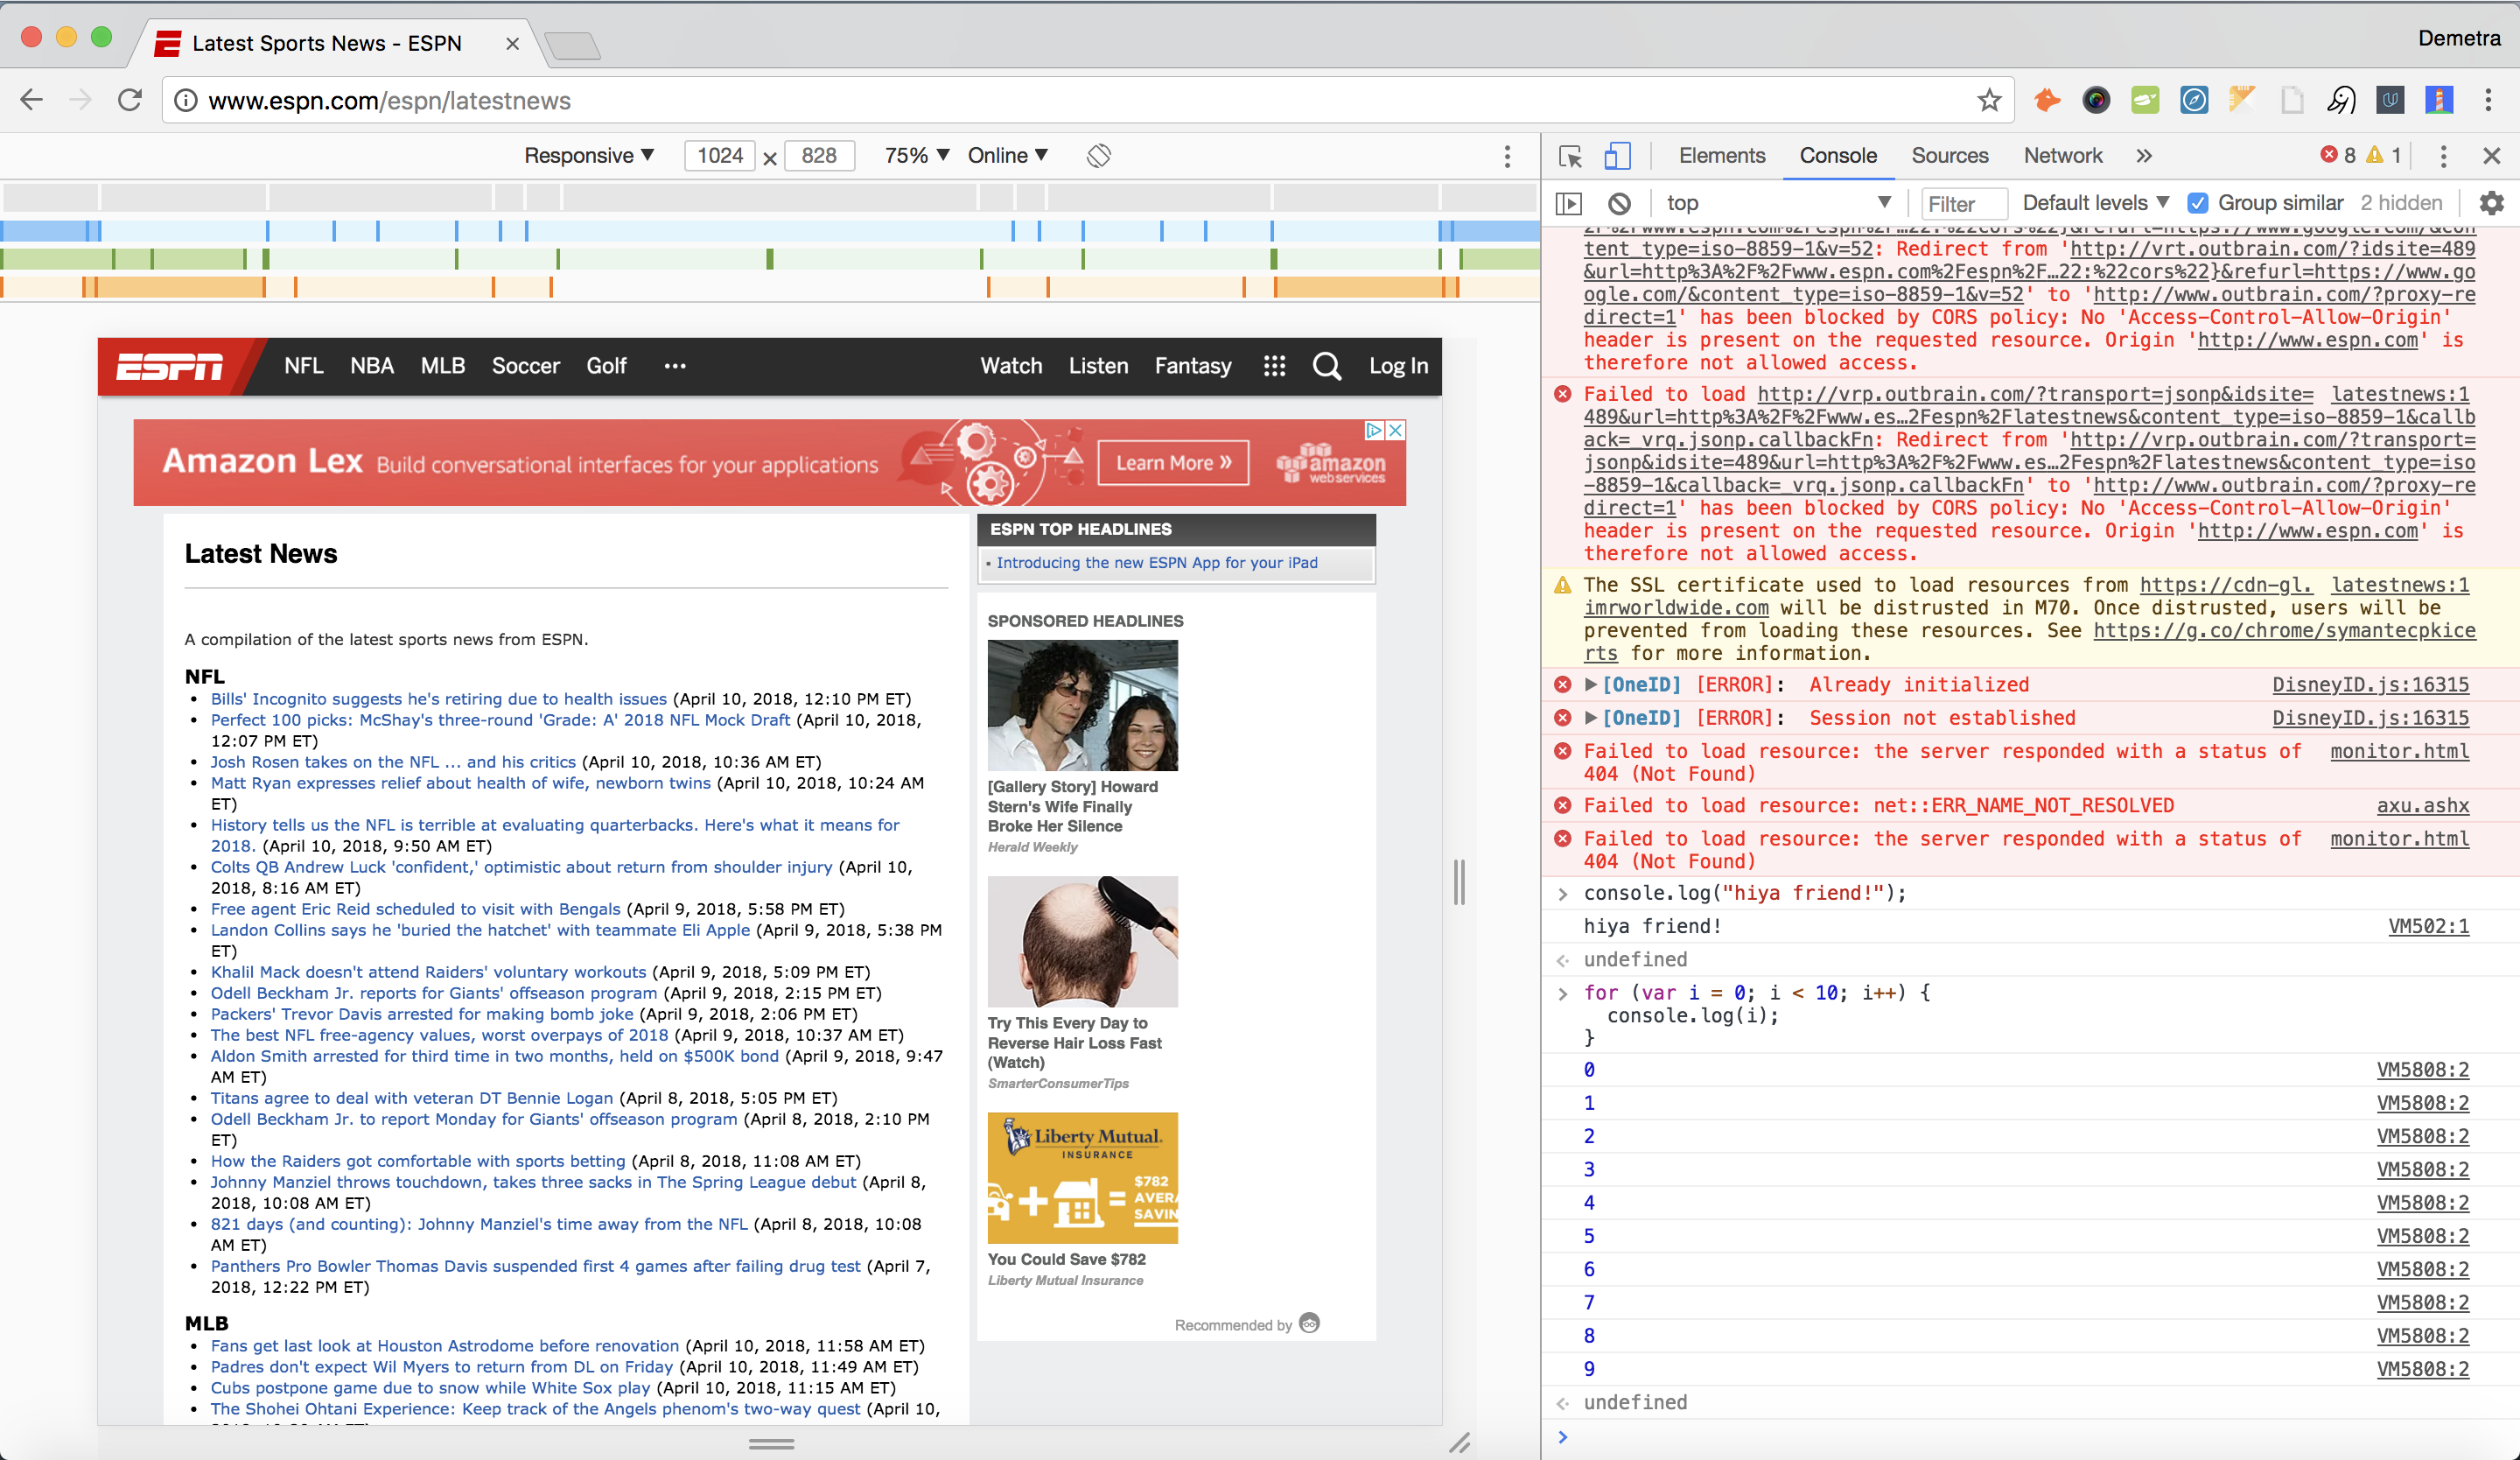 Latest Sports News - ESPN
Demetra
www.espn.com/espn/latestnews
Responsive
1024 × 828
75%
Online
ESPN
NFL NBA MLB Soccer Golf
Watch Listen Fantasy Log In
Amazon Lex Build conversational interfaces for your applications
Learn More »
amazon
webservices
Latest News
A compilation of the latest sports news from ESPN.
NFL
• Bills' Incognito suggests he's retiring due to health issues (April 10, 2018, 12:10 PM ET)
• Perfect 100 picks: McShay's three-round 'Grade: A' 2018 NFL Mock Draft (April 10, 2018,
12:07 PM ET)
• Josh Rosen takes on the NFL ... and his critics (April 10, 2018, 10:36 AM ET)
• Matt Ryan expresses relief about health of wife, newborn twins (April 10, 2018, 10:24 AM
ET)
• History tells us the NFL is terrible at evaluating quarterbacks. Here's what it means for
2018. (April 10, 2018, 9:50 AM ET)
• Colts QB Andrew Luck 'confident,' optimistic about return from shoulder injury (April 10,
2018, 8:16 AM ET)
• Free agent Eric Reid scheduled to visit with Bengals (April 9, 2018, 5:58 PM ET)
• Landon Collins says he 'buried the hatchet' with teammate Eli Apple (April 9, 2018, 5:38 PM
ET)
• Khalil Mack doesn't attend Raiders' voluntary workouts (April 9, 2018, 5:09 PM ET)
• Odell Beckham Jr. reports for Giants' offseason program (April 9, 2018, 2:15 PM ET)
• Packers' Trevor Davis arrested for making bomb joke (April 9, 2018, 2:06 PM ET)
• The best NFL free-agency values, worst overpays of 2018 (April 9, 2018, 10:37 AM ET)
• Aldon Smith arrested for third time in two months, held on $500K bond (April 9, 2018, 9:47
AM ET)
• Titans agree to deal with veteran DT Bennie Logan (April 8, 2018, 5:05 PM ET)
• Odell Beckham Jr. to report Monday for Giants' offseason program (April 8, 2018, 2:10 PM
ET)
• How the Raiders got comfortable with sports betting (April 8, 2018, 11:08 AM ET)
• Johnny Manziel throws touchdown, takes three sacks in The Spring League debut (April 8,
2018, 10:08 AM ET)
• 821 days (and counting): Johnny Manziel's time away from the NFL (April 8, 2018, 10:08
AM ET)
• Panthers Pro Bowler Thomas Davis suspended first 4 games after failing drug test (April 7,
2018, 12:22 PM ET)
MLB
• Fans get last look at Houston Astrodome before renovation (April 10, 2018, 11:58 AM ET)
• Padres don't expect Wil Myers to return from DL on Friday (April 10, 2018, 11:49 AM ET)
• Cubs postpone game due to snow while White Sox play (April 10, 2018, 11:15 AM ET)
• The Shohei Ohtani Experience: Keep track of the Angels phenom's two-way quest (April 10,
ESPN TOP HEADLINES
Introducing the new ESPN App for your iPad
SPONSORED HEADLINES
[Gallery Story] Howard
Stern's Wife Finally
Broke Her Silence
Herald Weekly
Try This Every Day to
Reverse Hair Loss Fast
(Watch)
SmarterConsumerTips
Liberty Mutual.
INSURANCE
$782
AVERA
SAVIN
You Could Save $782
Liberty Mutual Insurance
Recommended by
Elements Console Sources Network » 8 1
top Filter Default levels Group similar 2 hidden
2F%2Fwww.espn.com%2Fespn%2F…22:%22cors%22}&refurl=https://www.google.com/&con
tent_type=iso-8859-1&v=52: Redirect from 'http://vrt.outbrain.com/?idsite=489
&url=http%3A%2F%2Fwww.espn.com%2Fespn%2F…22:%22cors%22}&refurl=https://www.go
ogle.com/&content_type=iso-8859-1&v=52' to 'http://www.outbrain.com/?proxy-re
direct=1' has been blocked by CORS policy: No 'Access-Control-Allow-Origin'
header is present on the requested resource. Origin 'http://www.espn.com' is
therefore not allowed access.
Failed to load http://vrp.outbrain.com/?transport=jsonp&idsite= latestnews:1
489&url=http%3A%2F%2Fwww.es…2Fespn%2Flatestnews&content_type=iso-8859-1&callb
ack=_vrq.jsonp.callbackFn: Redirect from 'http://vrp.outbrain.com/?transport=
jsonp&idsite=489&url=http%3A%2F%2Fwww.es…2Fespn%2Flatestnews&content_type=iso
-8859-1&callback=_vrq.jsonp.callbackFn' to 'http://www.outbrain.com/?proxy-re
direct=1' has been blocked by CORS policy: No 'Access-Control-Allow-Origin'
header is present on the requested resource. Origin 'http://www.espn.com' is
therefore not allowed access.
The SSL certificate used to load resources from https://cdn-gl. latestnews:1
imrworldwide.com will be distrusted in M70. Once distrusted, users will be
prevented from loading these resources. See https://g.co/chrome/symantecpkice
rts for more information.
[OneID] [ERROR]: Already initialized DisneyID.js:16315
[OneID] [ERROR]: Session not established DisneyID.js:16315
Failed to load resource: the server responded with a status of monitor.html
404 (Not Found)
Failed to load resource: net::ERR_NAME_NOT_RESOLVED axu.ashx
Failed to load resource: the server responded with a status of monitor.html
404 (Not Found)
console.log("hiya friend!");
hiya friend! VM502:1
undefined
for (var i = 0; i < 10; i++) {
console.log(i);
}
0 VM5808:2
1 VM5808:2
2 VM5808:2
3 VM5808:2
4 VM5808:2
5 VM5808:2
6 VM5808:2
7 VM5808:2
8 VM5808:2
9 VM5808:2
undefined